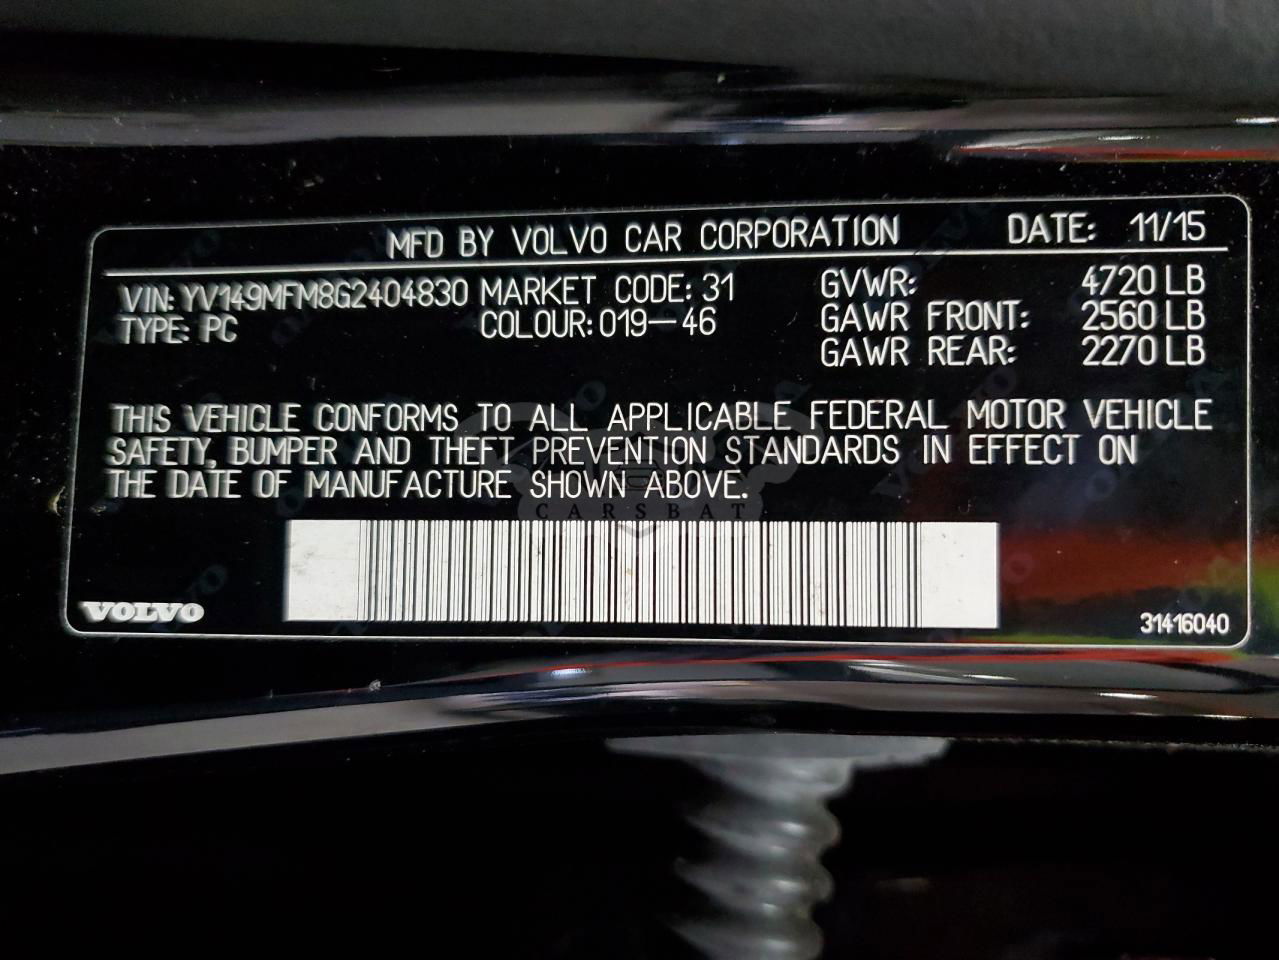 MFD BY VOLVO CAR CORPORATION DATE: 11/15
VIN: YV149MFM8G2404830 MARKET CODE: 31 GVWR: 4720 LB
TYPE: PC COLOUR: 019-46 GAWR FRONT: 2560 LB
GAWR REAR: 2270 LB
THIS VEHICLE CONFORMS TO ALL APPLICABLE FEDERAL MOTOR VEHICLE
SAFETY, BUMPER AND THEFT PREVENTION STANDARDS IN EFFECT ON
THE DATE OF MANUFACTURE SHOWN ABOVE.
CARSBAT
VOLVO 31416040